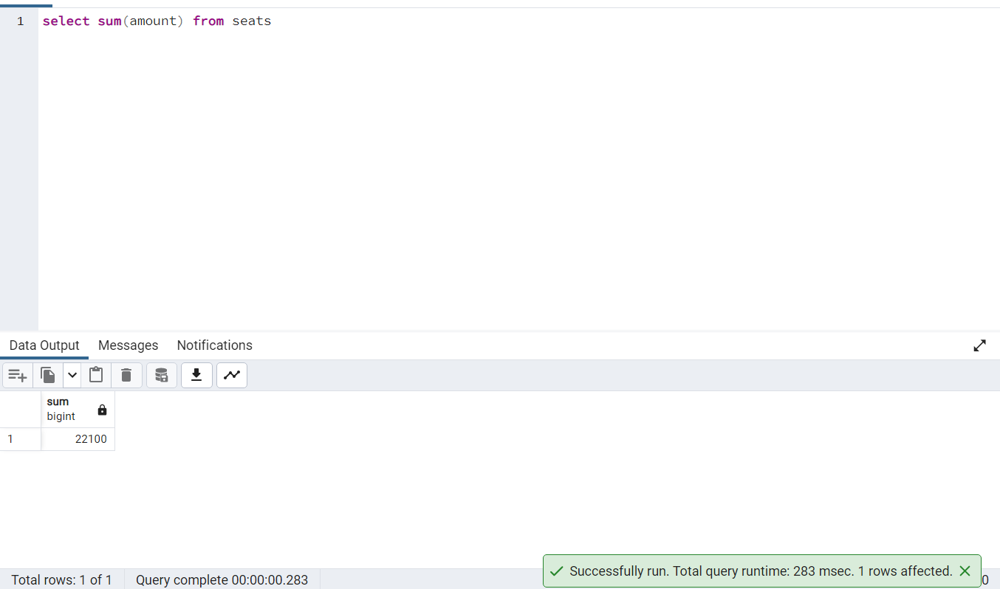 1 select sum(amount) from seats
Data Output Messages Notifications
sum
bigint
1 22100
Successfully run. Total query runtime: 283 msec. 1 rows affected.
Total rows: 1 of 1 Query complete 00:00:00.283 0